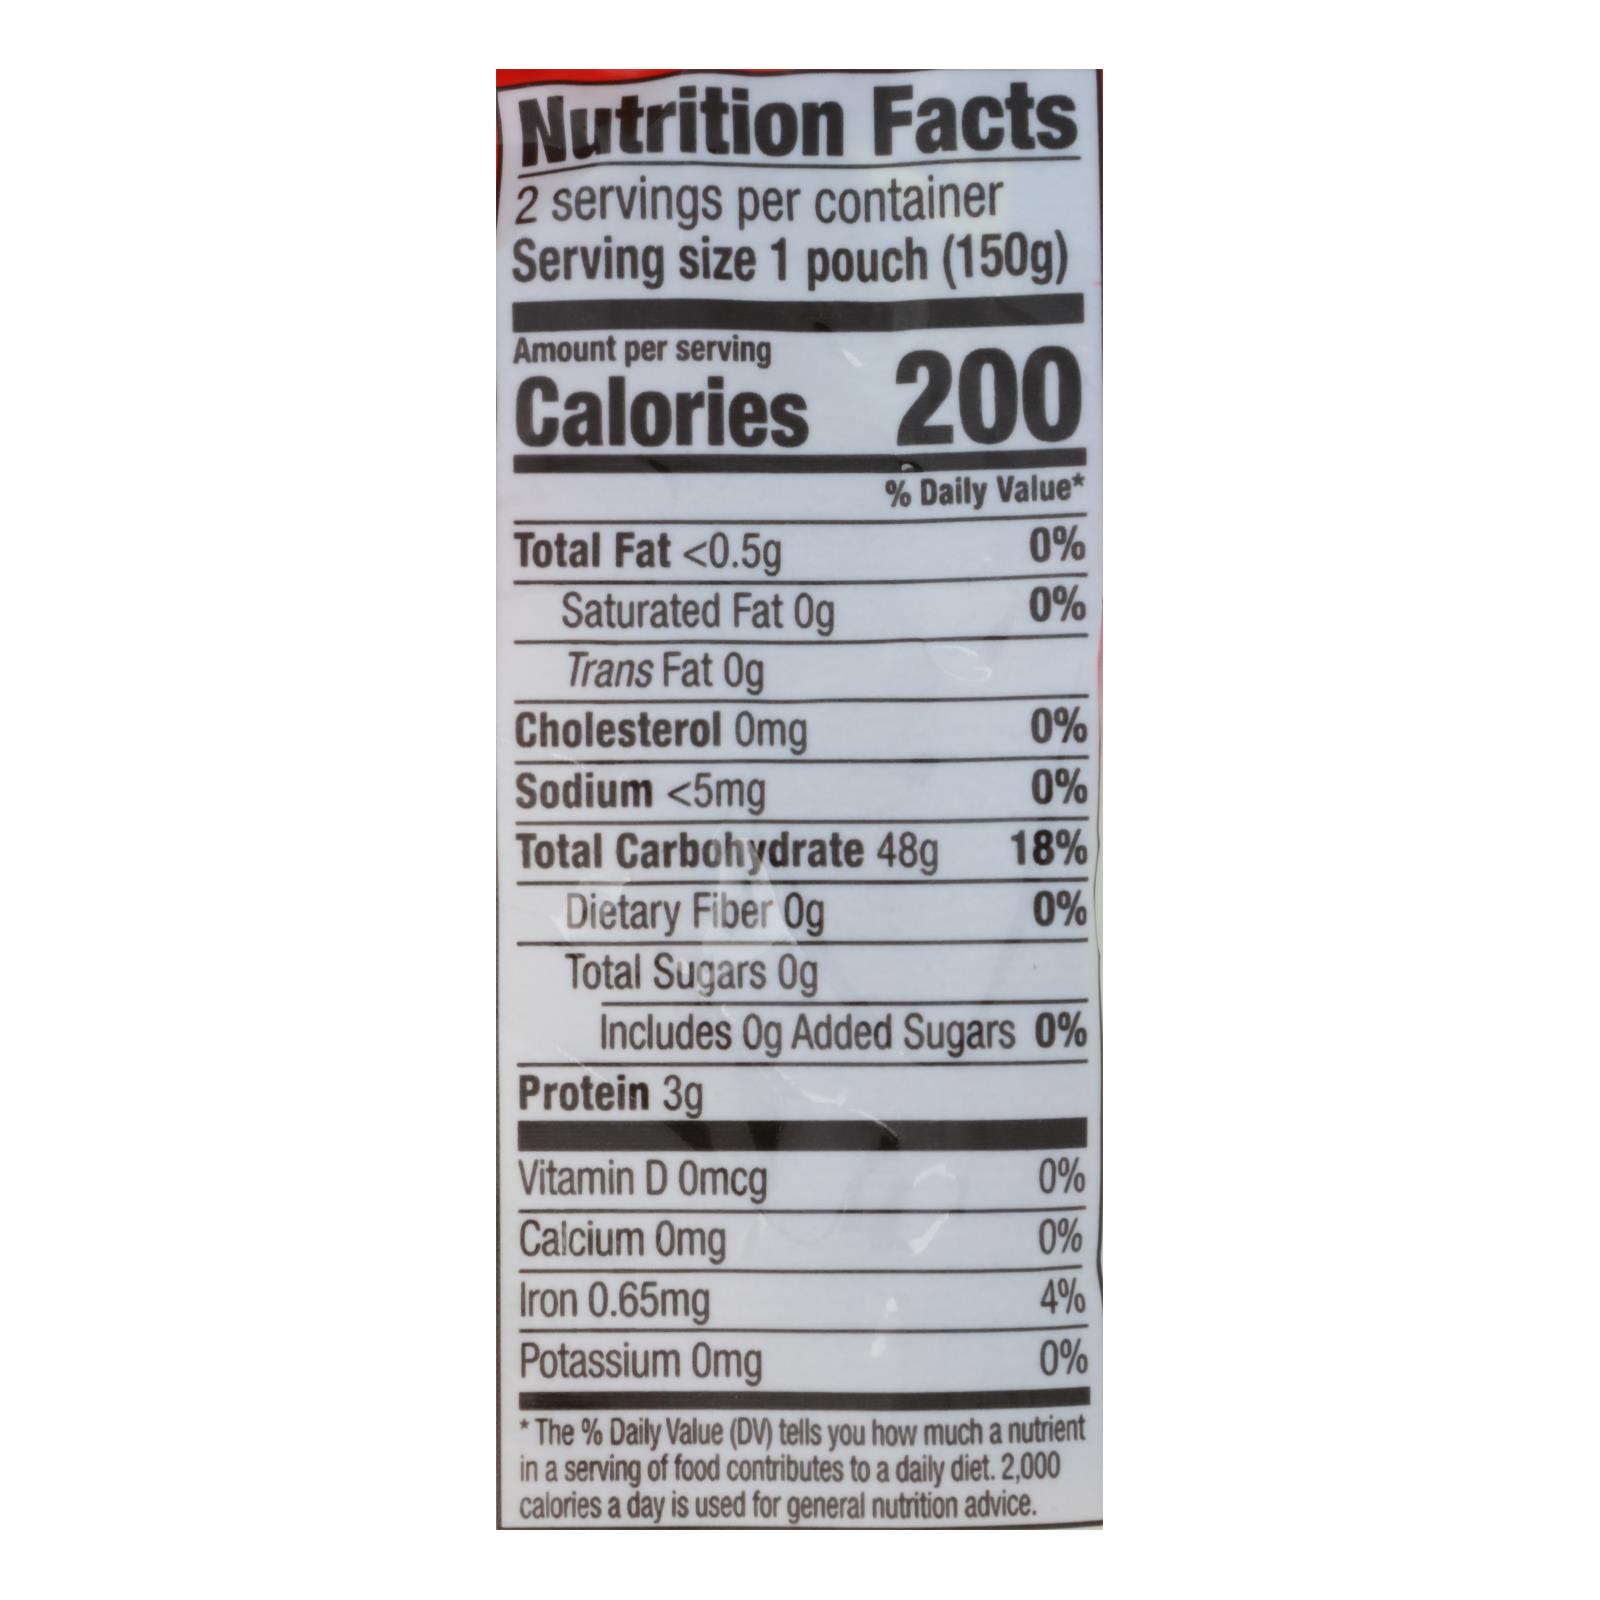 Nutrition Facts
2 servings per container
Serving size 1 pouch (150g)
Amount per serving
Calories 200
% Daily Value*
Total Fat <0.5g 0%
Saturated Fat 0g 0%
Trans Fat 0g
Cholesterol 0mg 0%
Sodium <5mg 0%
Total Carbohydrate 48g 18%
Dietary Fiber 0g 0%
Total Sugars 0g
Includes 0g Added Sugars 0%
Protein 3g
Vitamin D 0mcg 0%
Calcium 0mg 0%
Iron 0.65mg 4%
Potassium 0mg 0%
* The % Daily Value (DV) tells you how much a nutrient
in a serving of food contributes to a daily diet. 2,000
calories a day is used for general nutrition advice.